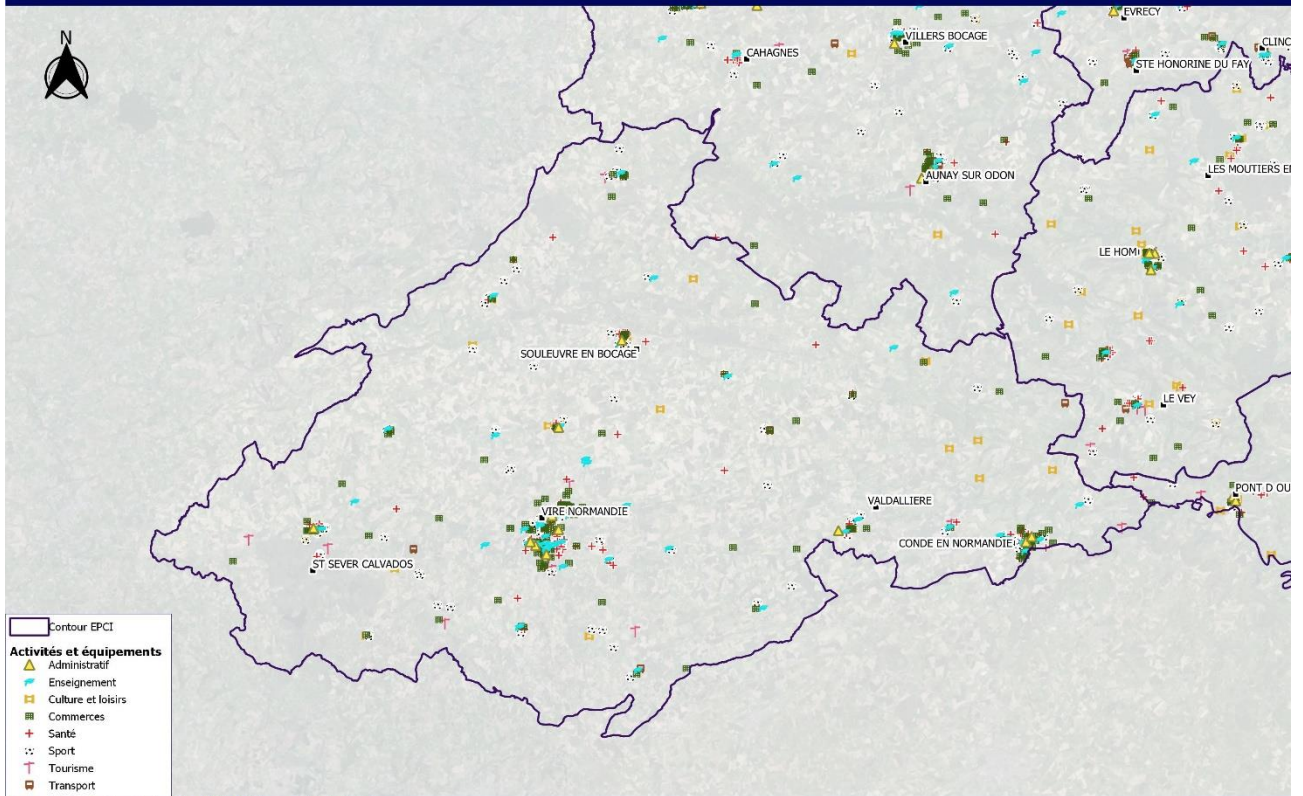 EVRECY
N
VILLERS BOCAGE
CLINC
CAHAGNES
STE HONORINE DU FAY
AUNAY SUR ODON
LES MOUTIERS EN
LE HOM
SOULEUVRE EN BOCAGE
LE VEY
PONT D OU
VALDALLIERE
VIRE NORMANDIE
CONDE EN NORMANDIE
ST SEVER CALVADOS
Contour EPCI
Activités et équipements
Administratif
Enseignement
Culture et loisirs
Commerces
Santé
Sport
Tourisme
Transport